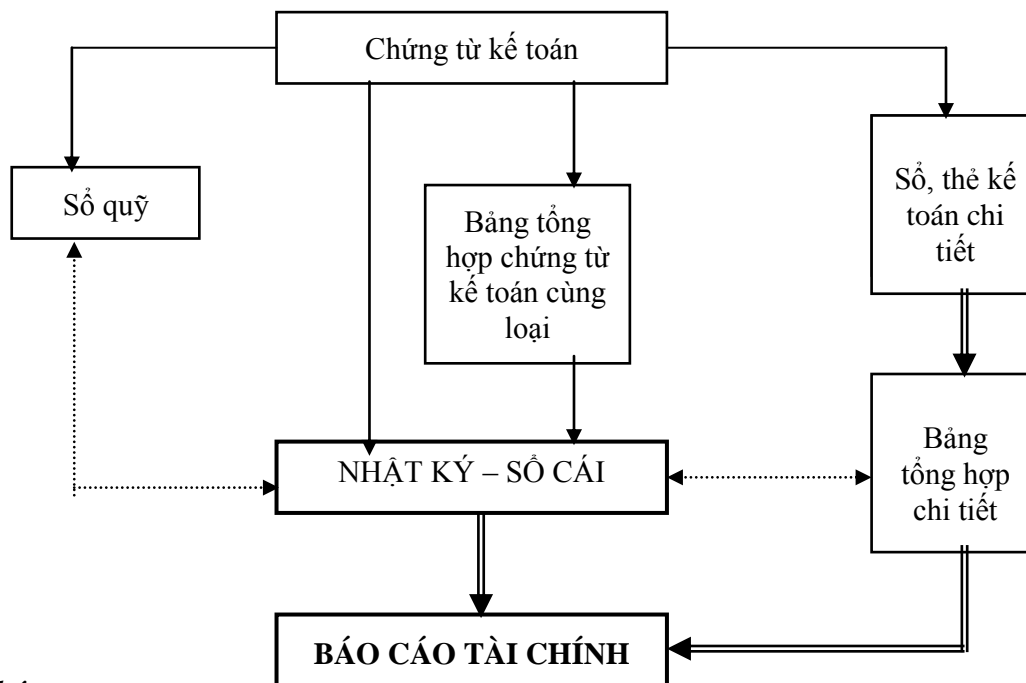 Chứng từ kế toán
Sổ quỹ
Bảng tổng
hợp chứng từ
kế toán cùng
loại
Sổ, thẻ kế
toán chi
tiết
NHẬT KÝ – SỔ CÁI
Bảng
tổng hợp
chi tiết
BÁO CÁO TÀI CHÍNH